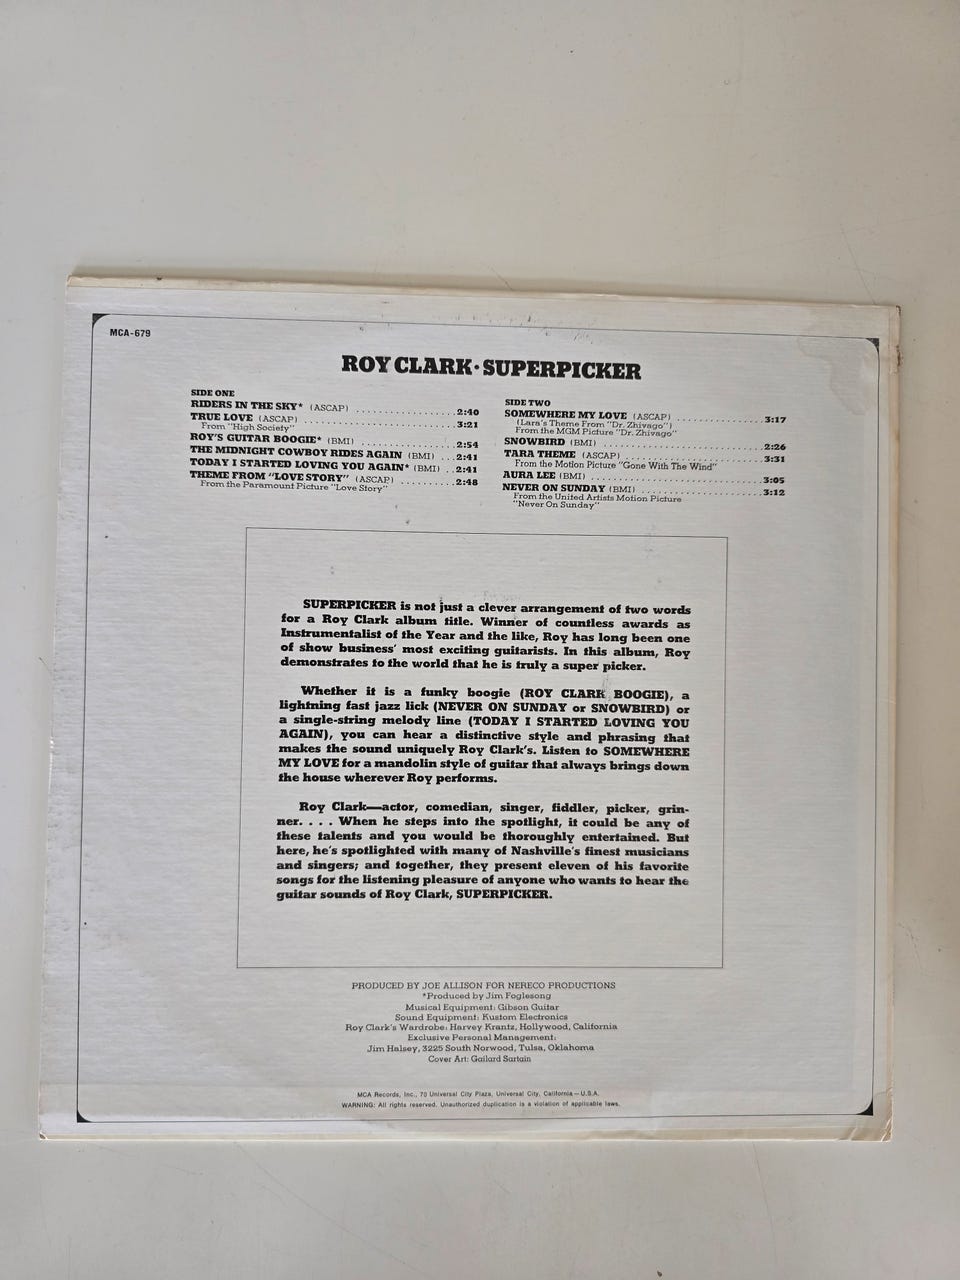 MCA-679
ROY CLARK·SUPERPICKER
SIDE ONE
RIDERS IN THE SKY* (ASCAP) . . . . . . . . . . . . . . . . . 2:40
TRUE LOVE (ASCAP) . . . . . . . . . . . . . . . . . . . . . . . . . . 3:21
From "High Society"
ROY'S GUITAR BOOGIE* (BMI) . . . . . . . . . . . . . . . 2:54
THE MIDNIGHT COWBOY RIDES AGAIN (BMI) . . . 2:41
TODAY I STARTED LOVING YOU AGAIN* (BMI) . . 2:41
THEME FROM "LOVE STORY" (ASCAP) . . . . . . . . . 2:48
From the Paramount Picture "Love Story"
SIDE TWO
SOMEWHERE MY LOVE (ASCAP) . . . . . . . . . . . . . . 3:17
(Lara's Theme From "Dr. Zhivago")
From the MGM Picture "Dr. Zhivago"
SNOWBIRD (BMI) . . . . . . . . . . . . . . . . . . . . . . . . . . . 2:26
TARA THEME (ASCAP) . . . . . . . . . . . . . . . . . . . . . . . 3:31
From the Motion Picture "Gone With The Wind"
AURA LEE (BMI) . . . . . . . . . . . . . . . . . . . . . . . . . . . . 3:05
NEVER ON SUNDAY (BMI) . . . . . . . . . . . . . . . . . . . 3:12
From the United Artists Motion Picture
"Never On Sunday"
SUPERPICKER is not just a clever arrangement of two words
for a Roy Clark album title. Winner of countless awards as
Instrumentalist of the Year and the like, Roy has long been one
of show business' most exciting guitarists. In this album, Roy
demonstrates to the world that he is truly a super picker.
Whether it is a funky boogie (ROY CLARK BOOGIE), a
lightning fast jazz lick (NEVER ON SUNDAY or SNOWBIRD) or
a single-string melody line (TODAY I STARTED LOVING YOU
AGAIN), you can hear a distinctive style and phrasing that
makes the sound uniquely Roy Clark's. Listen to SOMEWHERE
MY LOVE for a mandolin style of guitar that always brings down
the house wherever Roy performs.
Roy Clark—actor, comedian, singer, fiddler, picker, grin-
ner. . . . When he steps into the spotlight, it could be any of
these talents and you would be thoroughly entertained. But
here, he's spotlighted with many of Nashville's finest musicians
and singers; and together, they present eleven of his favorite
songs for the listening pleasure of anyone who wants to hear the
guitar sounds of Roy Clark, SUPERPICKER.
PRODUCED BY JOE ALLISON FOR NERECO PRODUCTIONS
*Produced by Jim Foglesong
Musical Equipment: Gibson Guitar
Sound Equipment: Kustom Electronics
Roy Clark's Wardrobe: Harvey Krantz, Hollywood, California
Exclusive Personal Management:
Jim Halsey, 3225 South Norwood, Tulsa, Oklahoma
Cover Art: Gailard Sartain
MCA Records, Inc., 70 Universal City Plaza, Universal City, California — U.S.A.
WARNING: All rights reserved. Unauthorized duplication is a violation of applicable laws.